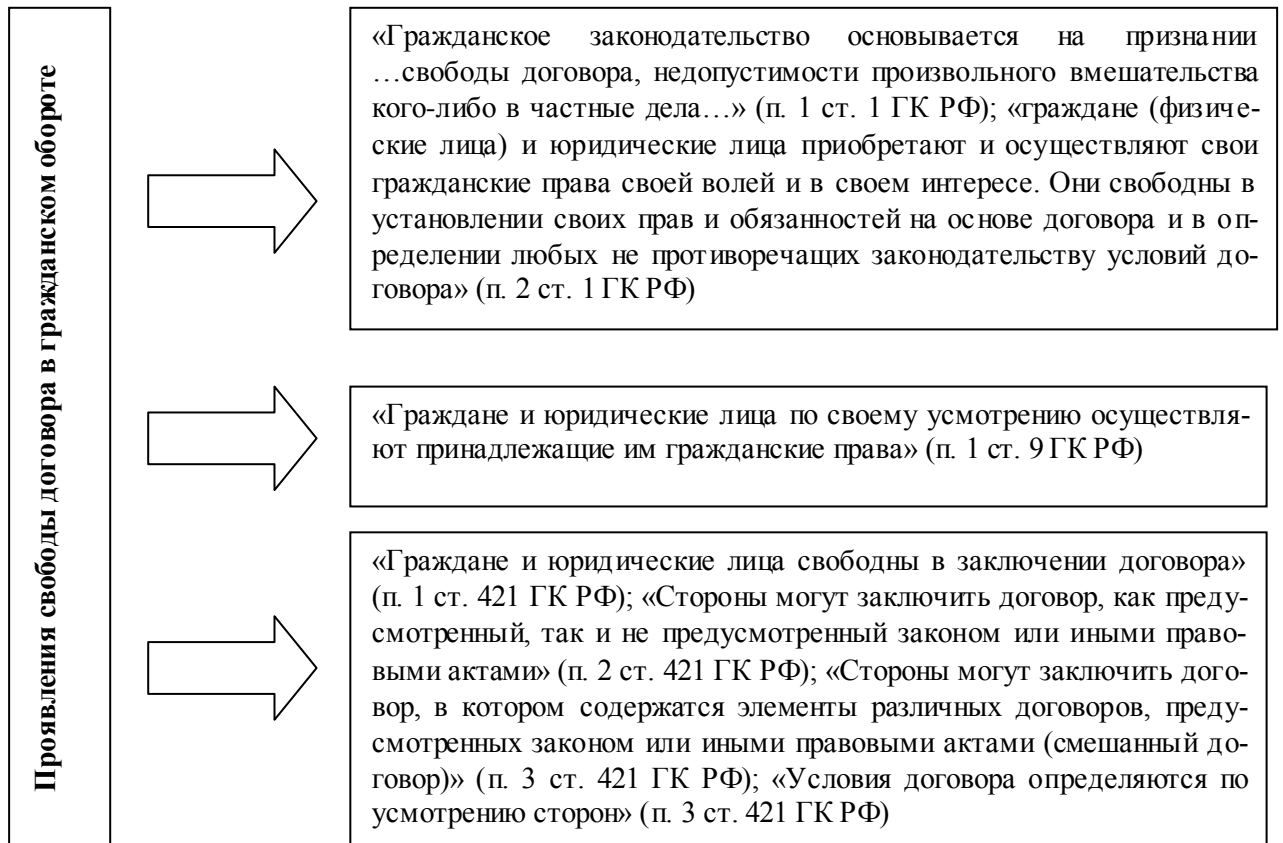 Проявления свободы договора в гражданском обороте
«Гражданское законодательство основывается на признании
…свободы договора, недопустимости произвольного вмешательства
кого-либо в частные дела…» (п. 1 ст. 1 ГК РФ); «граждане (физиче-
ские лица) и юридические лица приобретают и осуществляют свои
гражданские права своей волей и в своем интересе. Они свободны в
установлении своих прав и обязанностей на основе договора и в оп-
ределении любых не противоречащих законодательству условий до-
говора» (п. 2 ст. 1 ГК РФ)
«Граждане и юридические лица по своему усмотрению осуществля-
ют принадлежащие им гражданские права» (п. 1 ст. 9 ГК РФ)
«Граждане и юридические лица свободны в заключении договора»
(п. 1 ст. 421 ГК РФ); «Стороны могут заключить договор, как преду-
смотренный, так и не предусмотренный законом или иными право-
выми актами» (п. 2 ст. 421 ГК РФ); «Стороны могут заключить дого-
вор, в котором содержатся элементы различных договоров, преду-
смотренных законом или иными правовыми актами (смешанный до-
говор)» (п. 3 ст. 421 ГК РФ); «Условия договора определяются по
усмотрению сторон» (п. 3 ст. 421 ГК РФ)